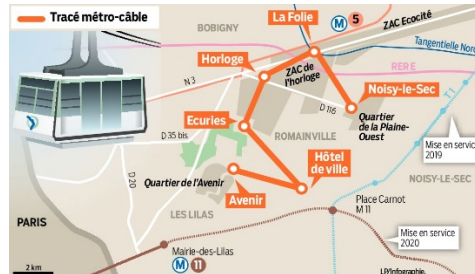 Tracé métro-câble
La Folie
M 5
BOBIGNY
ZAC Ecocité
Tangentielle Nord
Horloge
ZAC de
l'horloge
RER E
N 3
D 116
Noisy-le-Sec
Quartier
de la Plaine-
Ouest
T 1
Ecuries
ROMAINVILLE
Mise en service
2019
D 35 bis
Hôtel
de ville
D 20
Quartier de l'Avenir
Avenir
NOISY-LE-SEC
Place Carnot
M 11
LES LILAS
PARIS
Mise en service
2020
Mairie-des-Lilas
M 11
2 km
LP/Infographie.